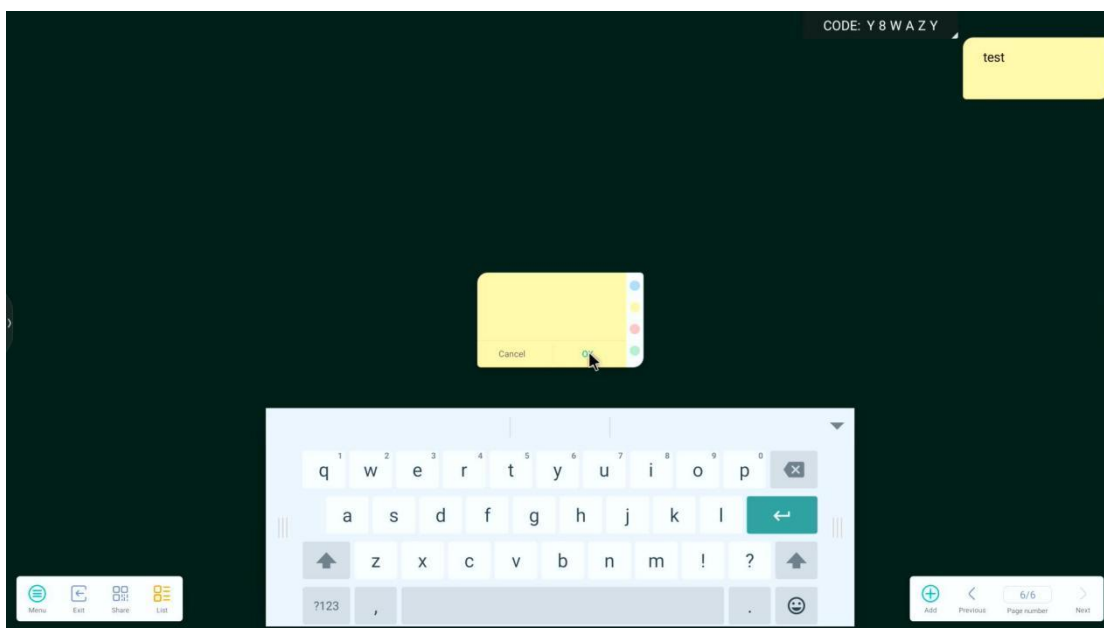 CODE: Y 8 W A Z Y
test
Cancel OK
1 2 3 4 5 6 7 8 9 0
q w e r t y u i o p
a s d f g h j k l
z x c v b n m ! ?
?123 , .
Menu Exit Share List
6/6
Add Previous Page number Next